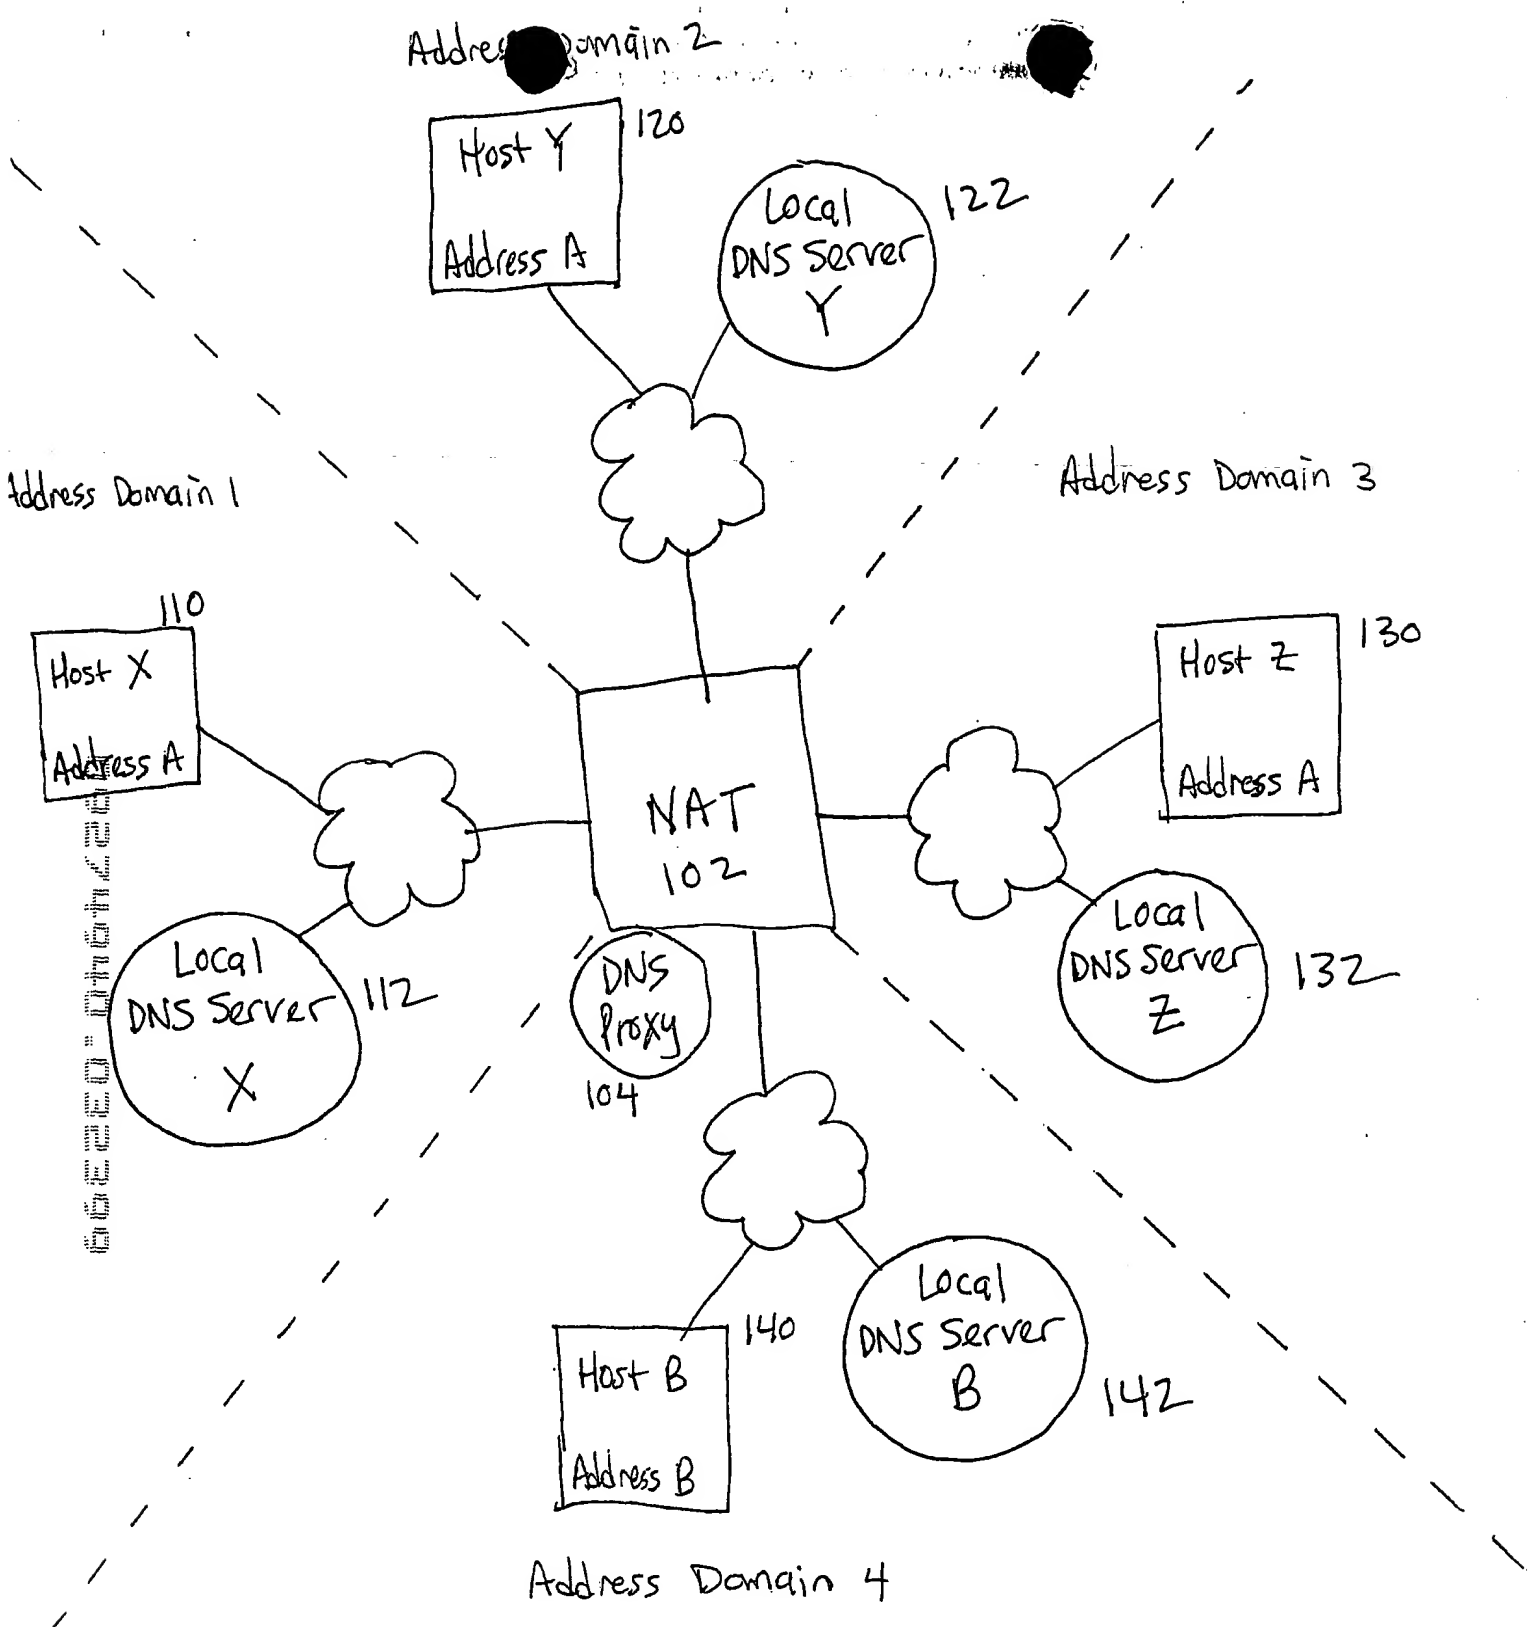 Address Domain 2
Host Y
Address A
120
Local
DNS Server
Y
122
Address Domain 1
Address Domain 3
110
Host X
Address A
Local
DNS Server
X
112
NAT
102
DNS
Proxy
104
Host Z
Address A
130
Local
DNS Server
Z
132
Host B
Address B
140
Local
DNS Server
B
142
Address Domain 4